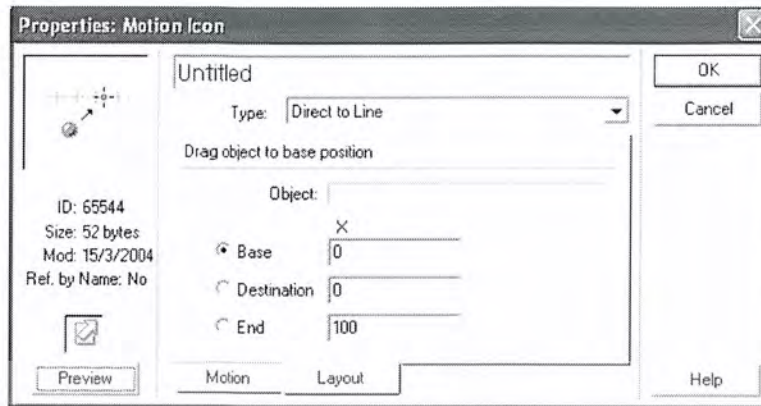 Properties: Motion Icon
Untitled
Type: Direct to Line
Drag object to base position
Object:
X
Base 0
Destination 0
End 100
Motion
Layout
ID: 65544
Size: 52 bytes
Mod: 15/3/2004
Ref. by Name: No
Preview
OK
Cancel
Help